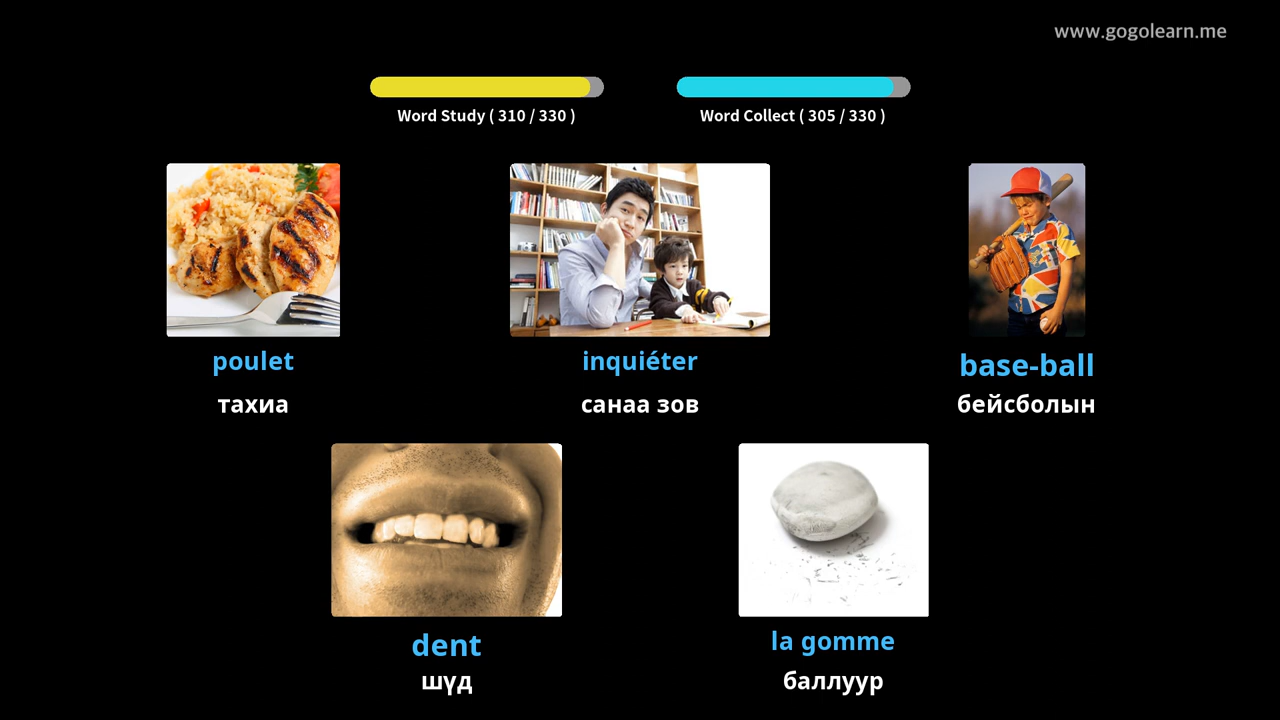 www.gogolearn.me
Word Study ( 310 / 330 )
Word Collect ( 305 / 330 )
poulet
inquiéter
base-ball
тахиа
санаа зов
бейсболын
dent
la gomme
шүд
баллуур